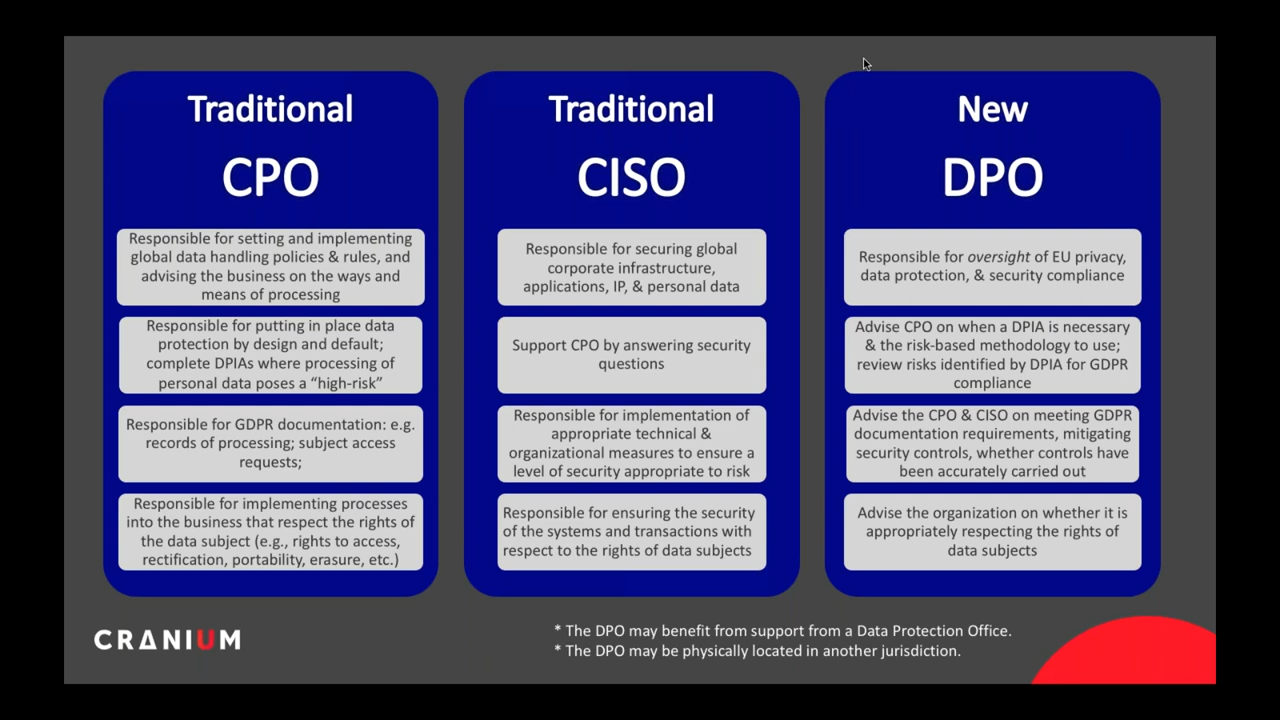 Traditional
CPO
Responsible for setting and implementing
global data handling policies & rules, and
advising the business on the ways and
means of processing
Responsible for putting in place data
protection by design and default;
complete DPIAs where processing of
personal data poses a “high-risk”
Responsible for GDPR documentation: e.g.
records of processing; subject access
requests;
Responsible for implementing processes
into the business that respect the rights of
the data subject (e.g., rights to access,
rectification, portability, erasure, etc.)
Traditional
CISO
Responsible for securing global
corporate infrastructure,
applications, IP, & personal data
Support CPO by answering security
questions
Responsible for implementation of
appropriate technical &
organizational measures to ensure a
level of security appropriate to risk
Responsible for ensuring the security
of the systems and transactions with
respect to the rights of data subjects
New
DPO
Responsible for oversight of EU privacy,
data protection, & security compliance
Advise CPO on when a DPIA is necessary
& the risk-based methodology to use;
review risks identified by DPIA for GDPR
compliance
Advise the CPO & CISO on meeting GDPR
documentation requirements, mitigating
security controls, whether controls have
been accurately carried out
Advise the organization on whether it is
appropriately respecting the rights of
data subjects
CRANIUM
* The DPO may benefit from support from a Data Protection Office.
* The DPO may be physically located in another jurisdiction.